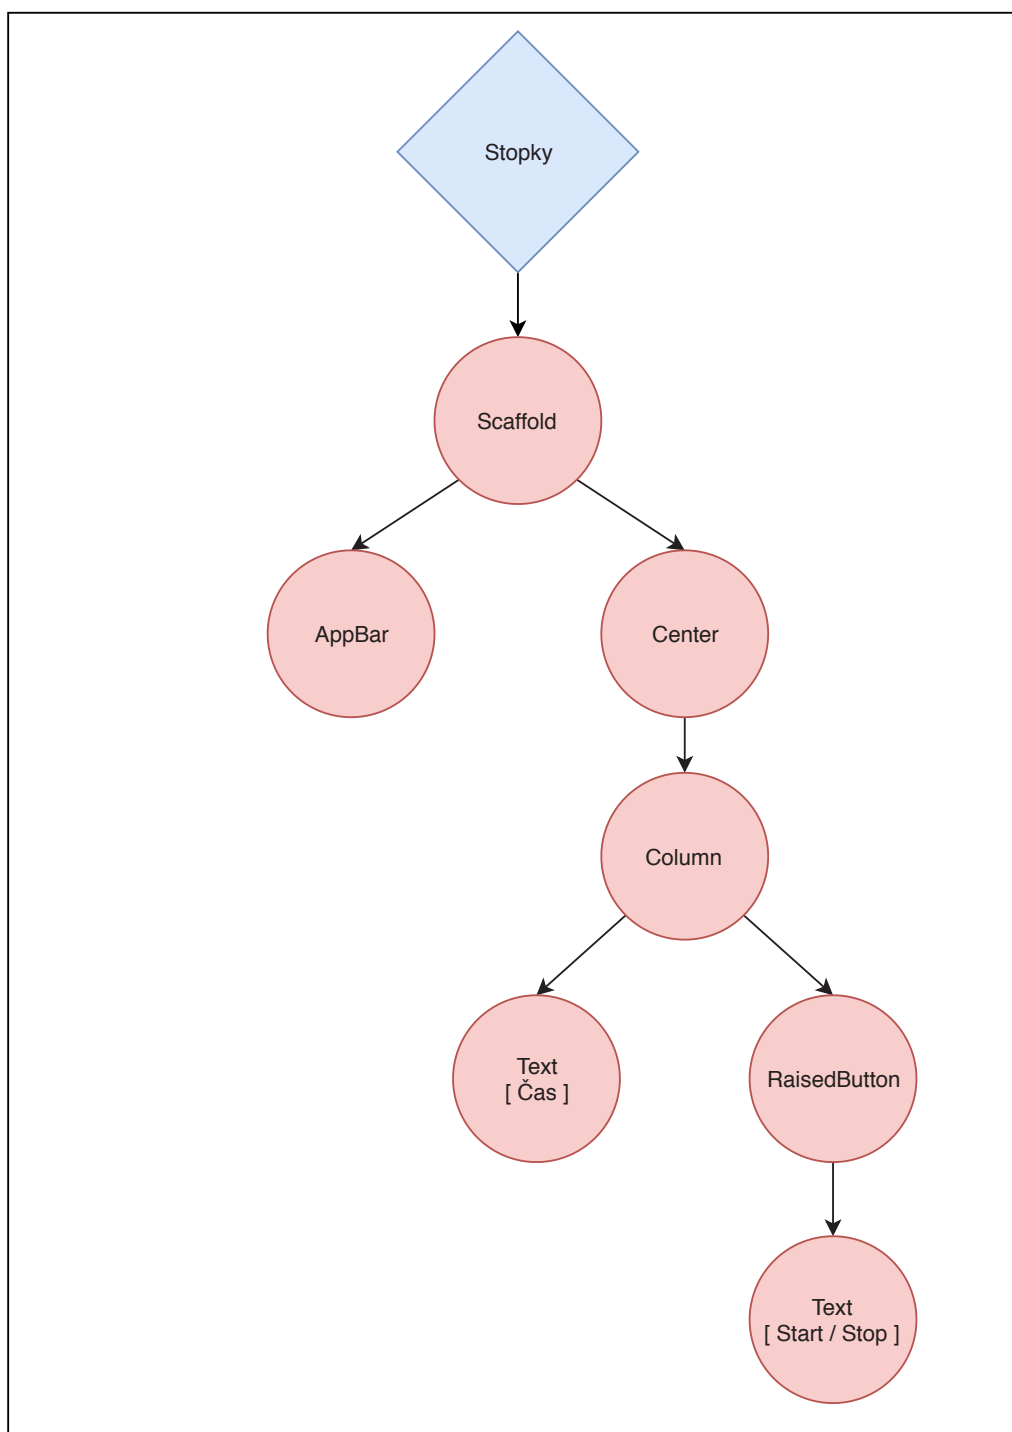 Stopky
Scaffold
AppBar
Center
Column
Text
[ Čas ]
RaisedButton
Text
[ Start / Stop ]